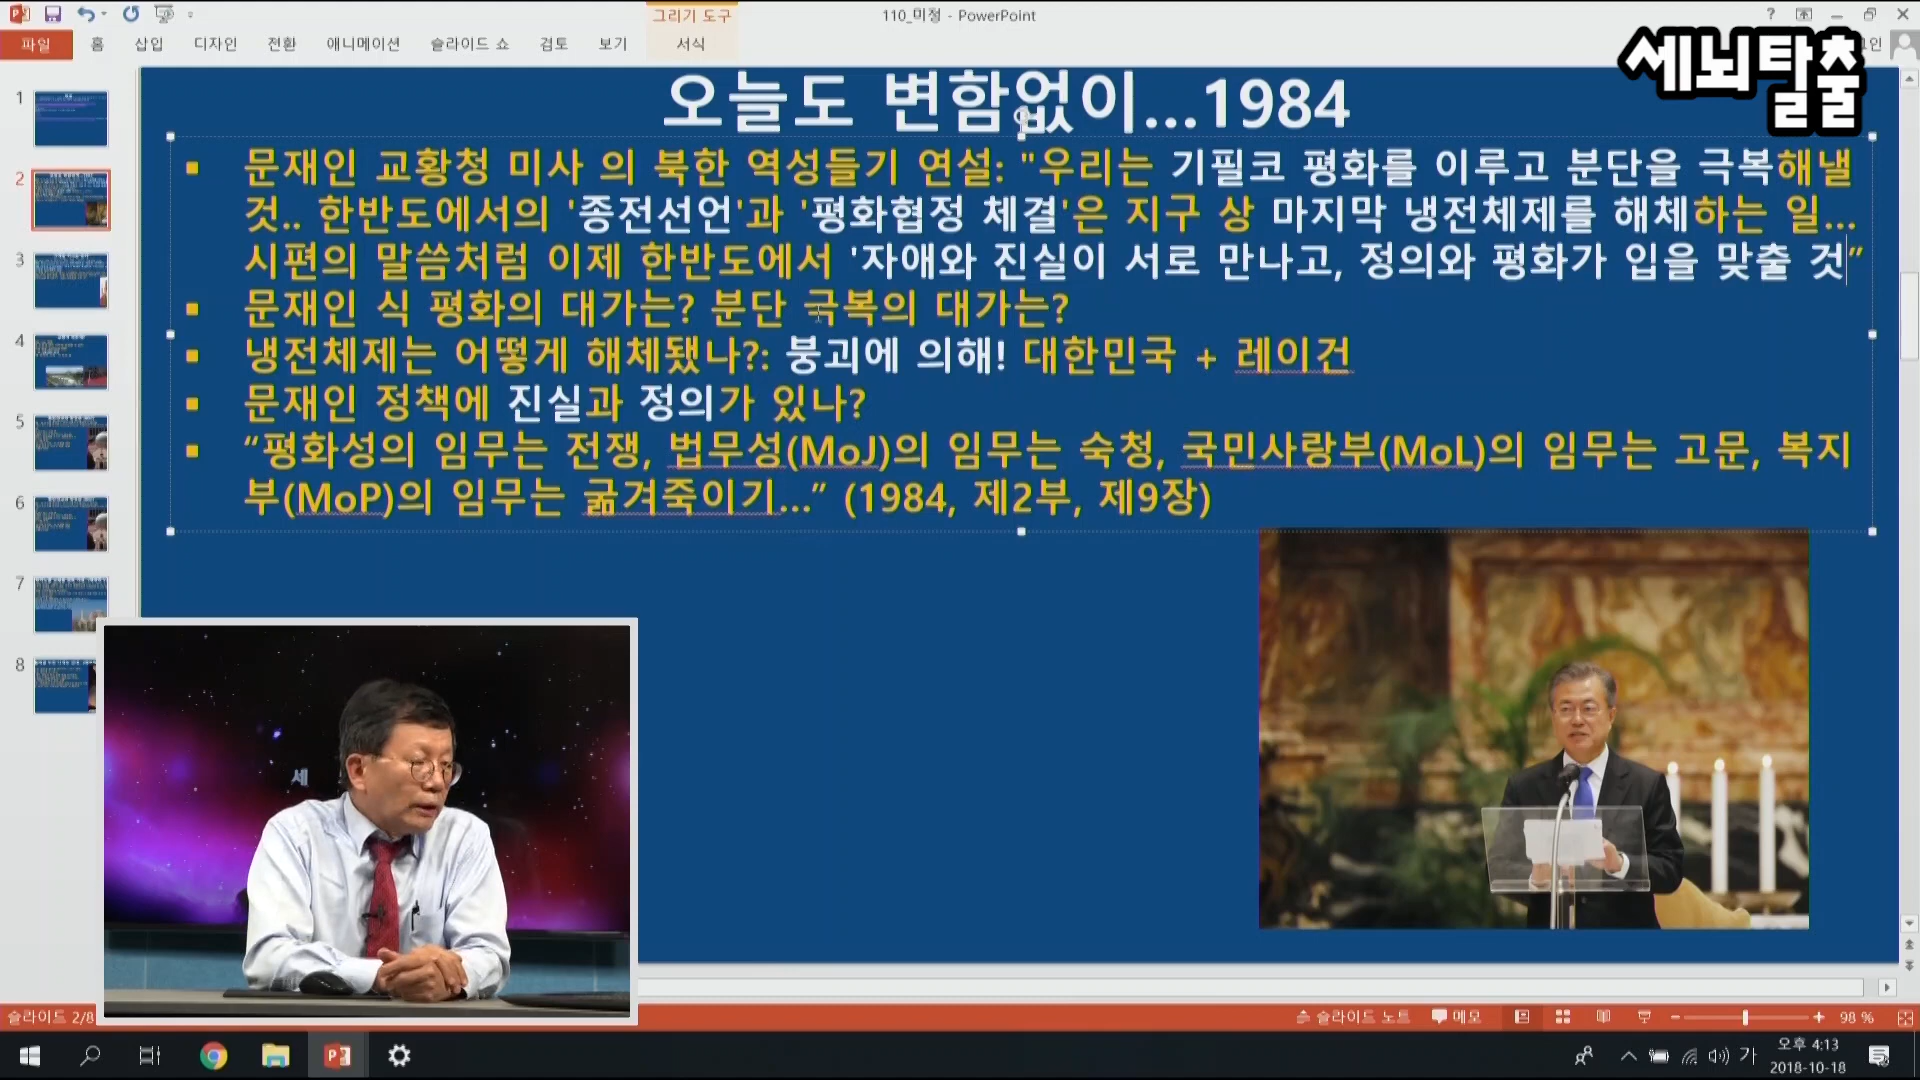 그리기 도구
110_미정 - PowerPoint
파일 홈 삽입 디자인 전환 애니메이션 슬라이드 쇼 검토 보기 서식
세뇌탈출
1
2
3
4
5
6
7
8
오늘도 변함없이...1984
▪ 문재인 교황청 미사 의 북한 역성들기 연설: "우리는 기필코 평화를 이루고 분단을 극복해낼
것.. 한반도에서의 '종전선언'과 '평화협정 체결'은 지구 상 마지막 냉전체제를 해체하는 일...
시편의 말씀처럼 이제 한반도에서 '자애와 진실이 서로 만나고, 정의와 평화가 입을 맞출 것”
▪ 문재인 식 평화의 대가는? 분단 극복의 대가는?
▪ 냉전체제는 어떻게 해체됐나?: 붕괴에 의해! 대한민국 + 레이건
▪ 문재인 정책에 진실과 정의가 있나?
▪ “평화성의 임무는 전쟁, 법무성(MoJ)의 임무는 숙청, 국민사랑부(MoL)의 임무는 고문, 복지
부(MoP)의 임무는 굶겨죽이기...” (1984, 제2부, 제9장)
세
슬라이드 2/8
슬라이드 노트 메모 98 %
가
오후 4:13
2018-10-18